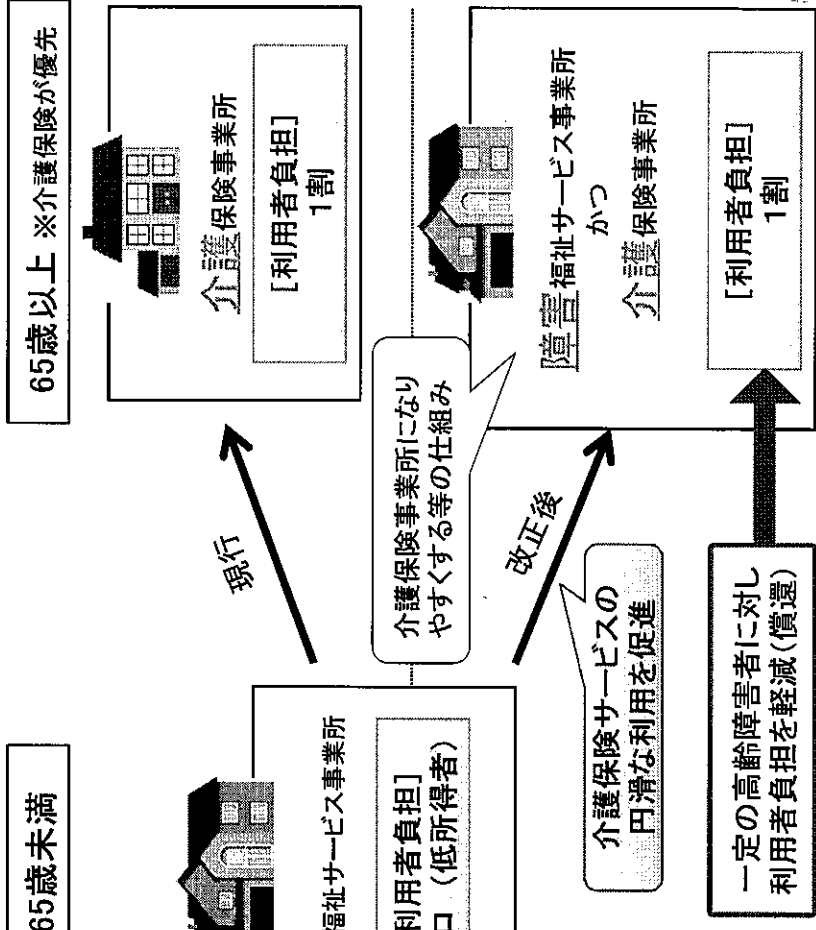 65歳未満
福祉サービス事業所
利用者負担]
ロ（低所得者）
現行
改正後
介護保険事業所になり
やすくする等の仕組み
介護保険サービスの
円滑な利用を促進
一定の高齢障害者に対し
利用者負担を軽減（償還）
65歳以上 ※介護保険が優先
介護保険事業所
[利用者負担]
1割
障害福祉サービス事業所
かつ
介護保険事業所
[利用者負担]
1割